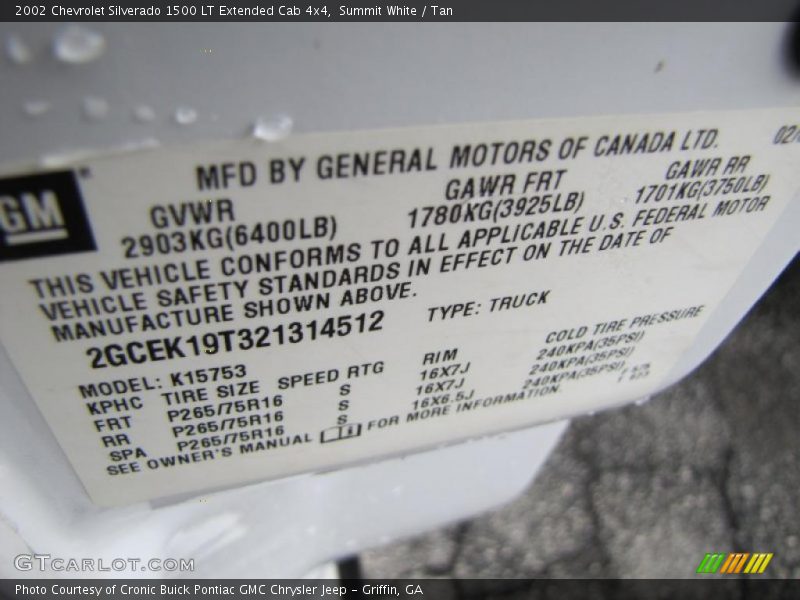 2002 Chevrolet Silverado 1500 LT Extended Cab 4x4, Summit White / Tan
MFD BY GENERAL MOTORS OF CANADA LTD.
GM
GVWR GAWR FRT GAWR RR
2903KG(6400LB) 1780KG(3925LB) 1701KG(3750LB)
THIS VEHICLE CONFORMS TO ALL APPLICABLE U.S. FEDERAL MOTOR
VEHICLE SAFETY STANDARDS IN EFFECT ON THE DATE OF
MANUFACTURE SHOWN ABOVE.
2GCEK19T321314512 TYPE: TRUCK
MODEL: K15753
KPHC TIRE SIZE SPEED RTG RIM COLD TIRE PRESSURE
FRT P265/75R16 S 16X7J 240KPA(35PSI)
RR P265/75R16 S 16X7J 240KPA(35PSI)
SPA P265/75R16 S 16X6.5J 240KPA(35PSI)
SEE OWNER'S MANUAL FOR MORE INFORMATION.
GTCARLOT.COM
Photo Courtesy of Cronic Buick Pontiac GMC Chrysler Jeep - Griffin, GA